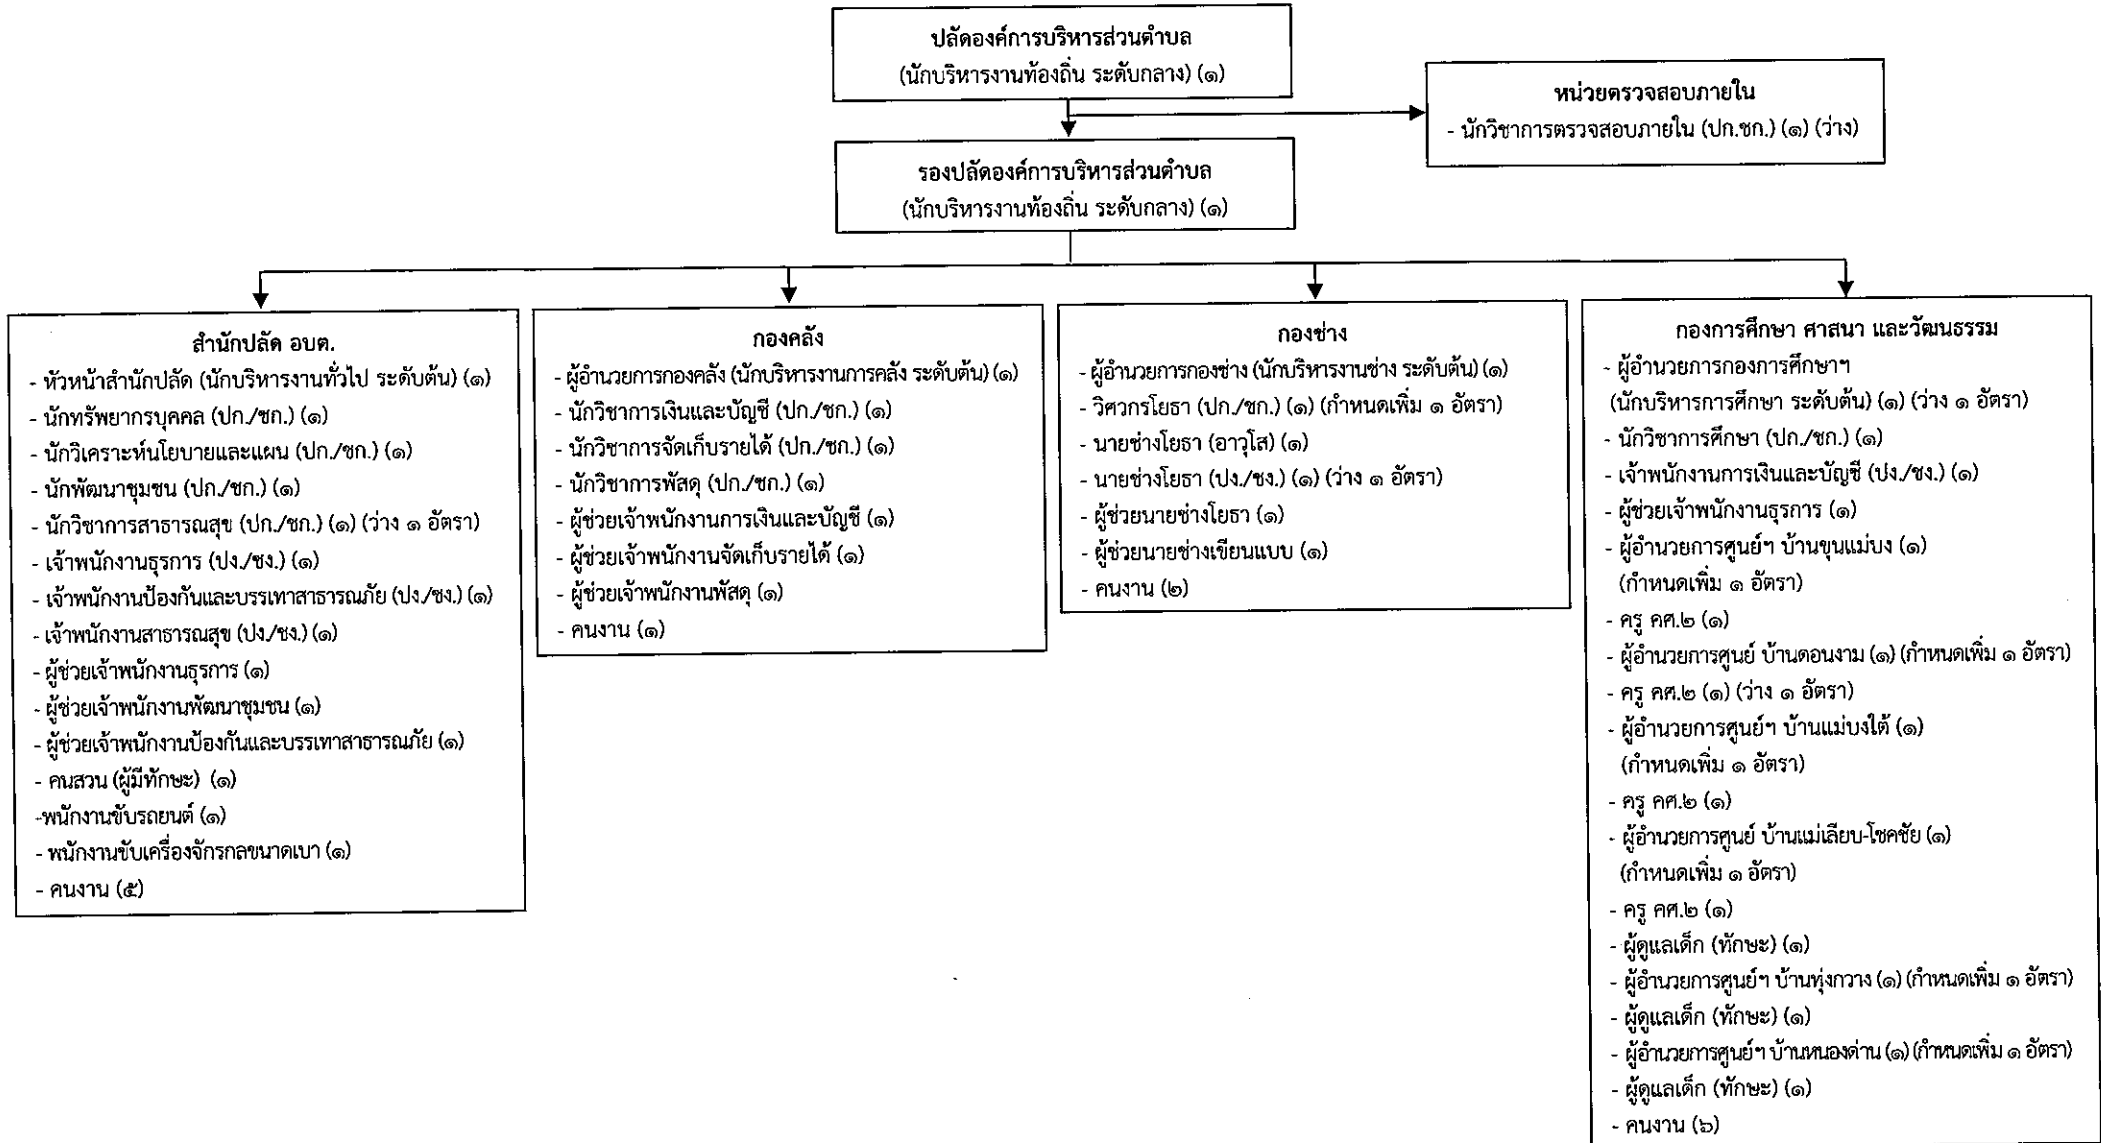 ปลัดองค์การบริหารส่วนตำบล
(นักบริหารงานท้องถิ่น ระดับกลาง) (๑)
หน่วยตรวจสอบภายใน
- นักวิชาการตรวจสอบภายใน (ปก.ชก.) (๑) (ว่าง)
รองปลัดองค์การบริหารส่วนตำบล
(นักบริหารงานท้องถิ่น ระดับกลาง) (๑)
สำนักปลัด อบต.
- หัวหน้าสำนักปลัด (นักบริหารงานทั่วไป ระดับต้น) (๑)
- นักทรัพยากรบุคคล (ปก./ชก.) (๑)
- นักวิเคราะห์นโยบายและแผน (ปก./ชก.) (๑)
- นักพัฒนาชุมชน (ปก./ชก.) (๑)
- นักวิชาการสาธารณสุข (ปก./ชก.) (๑) (ว่าง ๑ อัตรา)
- เจ้าพนักงานธุรการ (ปง./ชง.) (๑)
- เจ้าพนักงานป้องกันและบรรเทาสาธารณภัย (ปง./ชง.) (๑)
- เจ้าพนักงานสาธารณสุข (ปง./ชง.) (๑)
- ผู้ช่วยเจ้าพนักงานธุรการ (๑)
- ผู้ช่วยเจ้าพนักงานพัฒนาชุมชน (๑)
- ผู้ช่วยเจ้าพนักงานป้องกันและบรรเทาสาธารณภัย (๑)
- คนสวน (ผู้มีทักษะ) (๑)
-พนักงานขับรถยนต์ (๑)
- พนักงานขับเครื่องจักรกลขนาดเบา (๑)
- คนงาน (๕)
กองคลัง
- ผู้อำนวยการกองคลัง (นักบริหารงานการคลัง ระดับต้น) (๑)
- นักวิชาการเงินและบัญชี (ปก./ชก.) (๑)
- นักวิชาการจัดเก็บรายได้ (ปก./ชก.) (๑)
- นักวิชาการพัสดุ (ปก./ชก.) (๑)
- ผู้ช่วยเจ้าพนักงานการเงินและบัญชี (๑)
- ผู้ช่วยเจ้าพนักงานจัดเก็บรายได้ (๑)
- ผู้ช่วยเจ้าพนักงานพัสดุ (๑)
- คนงาน (๑)
กองช่าง
- ผู้อำนวยการกองช่าง (นักบริหารงานช่าง ระดับต้น) (๑)
- วิศวกรโยธา (ปก./ชก.) (๑) (กำหนดเพิ่ม ๑ อัตรา)
- นายช่างโยธา (อาวุโส) (๑)
- นายช่างโยธา (ปง./ชง.) (๑) (ว่าง ๑ อัตรา)
- ผู้ช่วยนายช่างโยธา (๑)
- ผู้ช่วยนายช่างเขียนแบบ (๑)
- คนงาน (๒)
กองการศึกษา ศาสนา และวัฒนธรรม
- ผู้อำนวยการกองการศึกษาฯ
(นักบริหารการศึกษา ระดับต้น) (๑) (ว่าง ๑ อัตรา)
- นักวิชาการศึกษา (ปก./ชก.) (๑)
- เจ้าพนักงานการเงินและบัญชี (ปง./ชง.) (๑)
- ผู้ช่วยเจ้าพนักงานธุรการ (๑)
- ผู้อำนวยการศูนย์ฯ บ้านขุนแม่บง (๑)
(กำหนดเพิ่ม ๑ อัตรา)
- ครู คศ.๒ (๑)
- ผู้อำนวยการศูนย์ บ้านดอนงาม (๑) (กำหนดเพิ่ม ๑ อัตรา)
- ครู คศ.๒ (๑) (ว่าง ๑ อัตรา)
- ผู้อำนวยการศูนย์ฯ บ้านแม่บงใต้ (๑)
(กำหนดเพิ่ม ๑ อัตรา)
- ครู คศ.๒ (๑)
- ผู้อำนวยการศูนย์ บ้านแม่เลียบ-โชคชัย (๑)
(กำหนดเพิ่ม ๑ อัตรา)
- ครู คศ.๒ (๑)
- ผู้ดูแลเด็ก (ทักษะ) (๑)
- ผู้อำนวยการศูนย์ฯ บ้านทุ่งกวาง (๑) (กำหนดเพิ่ม ๑ อัตรา)
- ผู้ดูแลเด็ก (ทักษะ) (๑)
- ผู้อำนวยการศูนย์ฯ บ้านหนองด่าน (๑) (กำหนดเพิ่ม ๑ อัตรา)
- ผู้ดูแลเด็ก (ทักษะ) (๑)
- คนงาน (๖)